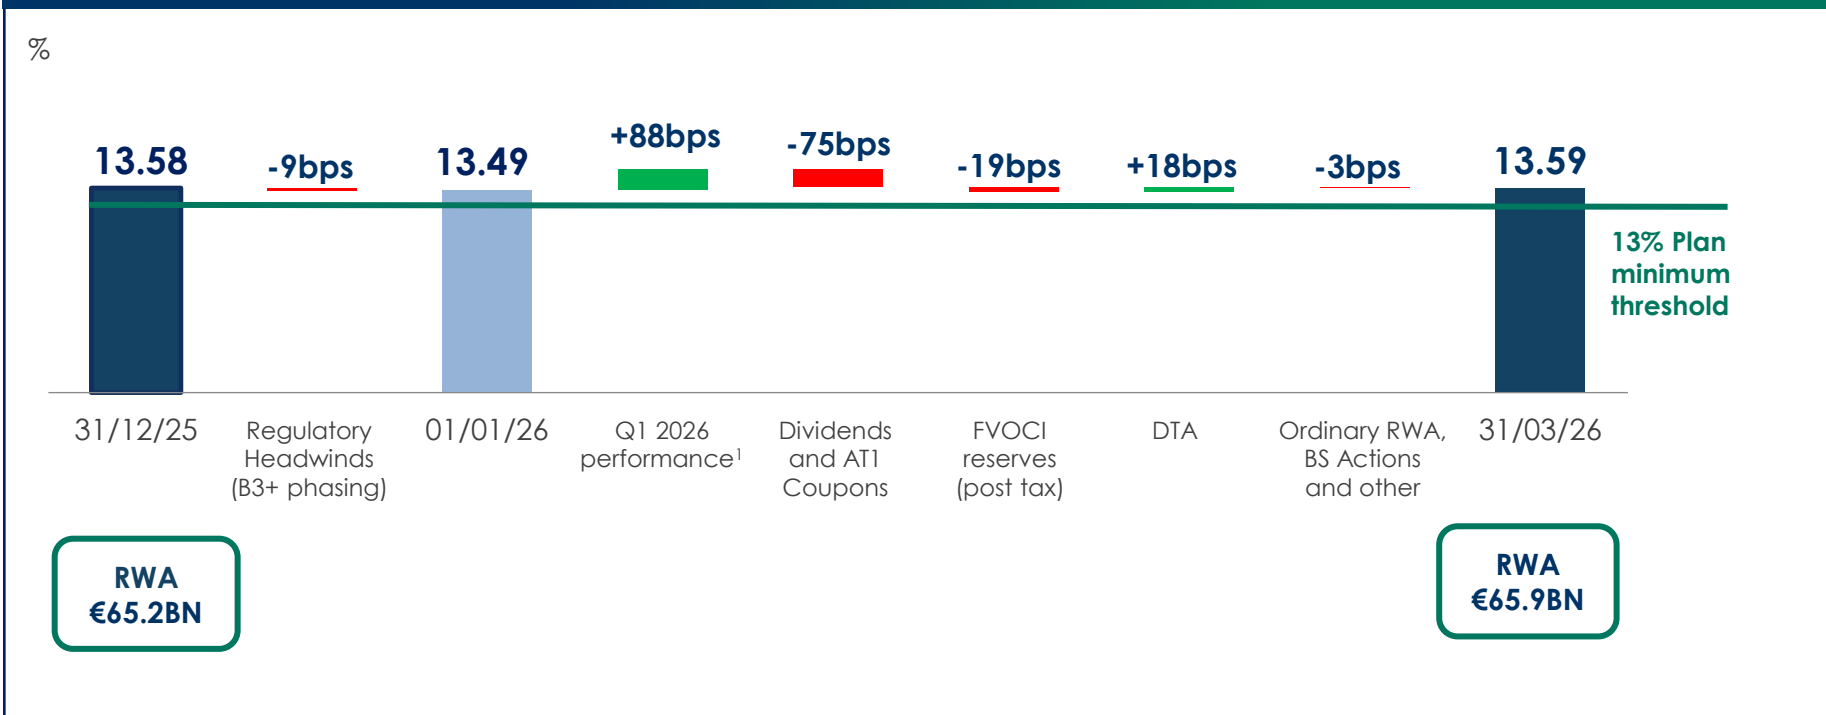 %
13.58
-9bps
13.49
+88bps
-75bps
-19bps
+18bps
-3bps
13.59
13% Plan
minimum
threshold
31/12/25
Regulatory
Headwinds
(B3+ phasing)
01/01/26
Q1 2026
performance¹
Dividends
and AT1
Coupons
FVOCI
reserves
(post tax)
DTA
Ordinary RWA,
BS Actions
and other
31/03/26
RWA
€65.2BN
RWA
€65.9BN